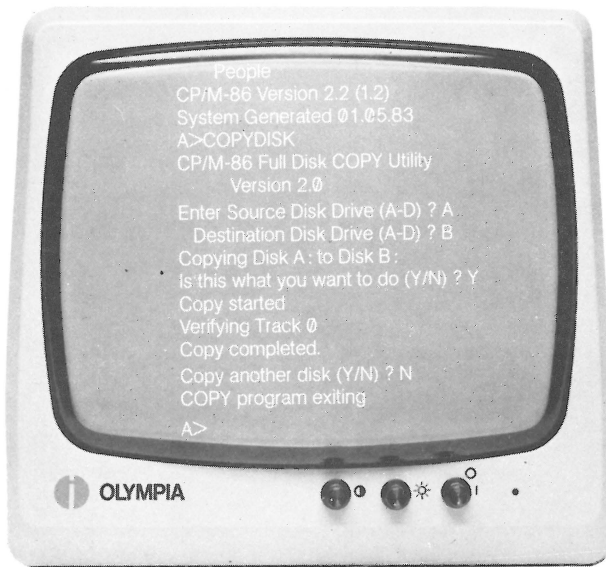 People
CP/M-86 Version 2.2 (1.2)
System Generated 01.05.83
A>COPYDISK
CP/M-86 Full Disk COPY Utility
Version 2.0
Enter Source Disk Drive (A-D) ? A
Destination Disk Drive (A-D) ? B
Copying Disk A: to Disk B:
Is this what you want to do (Y/N) ? Y
Copy started
Verifying Track 0
Copy completed.
Copy another disk (Y/N) ? N
COPY program exiting
A>
OLYMPIA